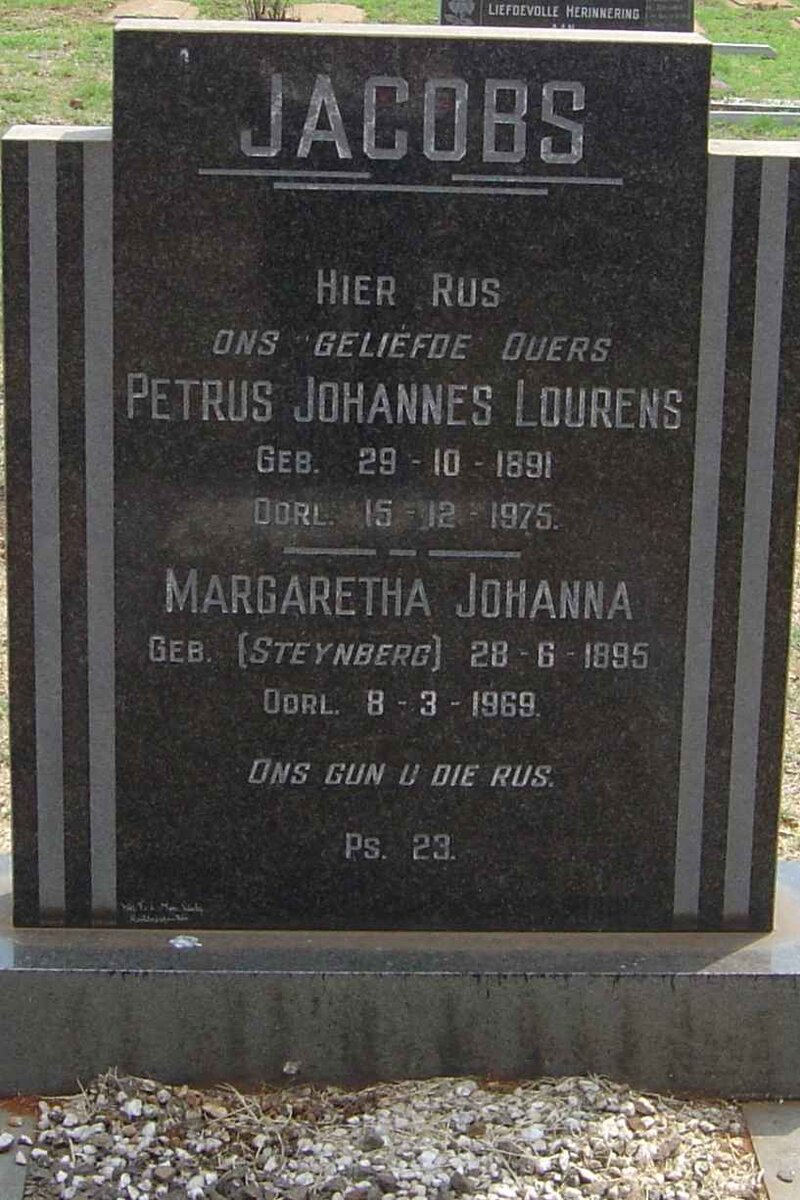 LIEFDEVOLLE HERINNERING
AAN
JACOBS
HIER RUS
ONS GELIEFDE OUERS
PETRUS JOHANNES LOURENS
GEB. 29 - 10 - 1891
OORL. 15 - 12 - 1975.
MARGARETHA JOHANNA
GEB. (STEYNBERG) 28 - 6 - 1895
OORL. 8 - 3 - 1969.
ONS GUN U DIE RUS.
PS. 23.